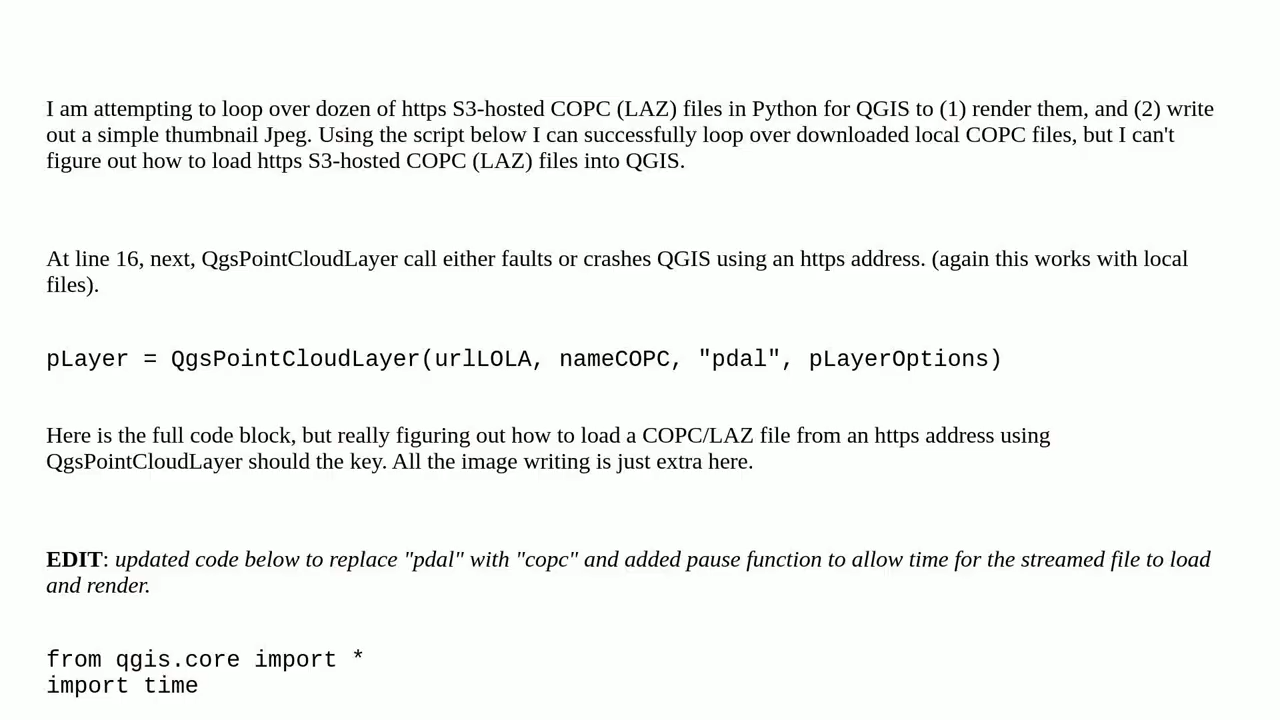 I am attempting to loop over dozen of https S3-hosted COPC (LAZ) files in Python for QGIS to (1) render them, and (2) write
out a simple thumbnail Jpeg. Using the script below I can successfully loop over downloaded local COPC files, but I can't
figure out how to load https S3-hosted COPC (LAZ) files into QGIS.
At line 16, next, QgsPointCloudLayer call either faults or crashes QGIS using an https address. (again this works with local
files).
pLayer = QgsPointCloudLayer(urlLOLA, nameCOPC, "pdal", pLayerOptions)
Here is the full code block, but really figuring out how to load a COPC/LAZ file from an https address using
QgsPointCloudLayer should the key. All the image writing is just extra here.
EDIT: updated code below to replace "pdal" with "copc" and added pause function to allow time for the streamed file to load
and render.
from qgis.core import *
import time